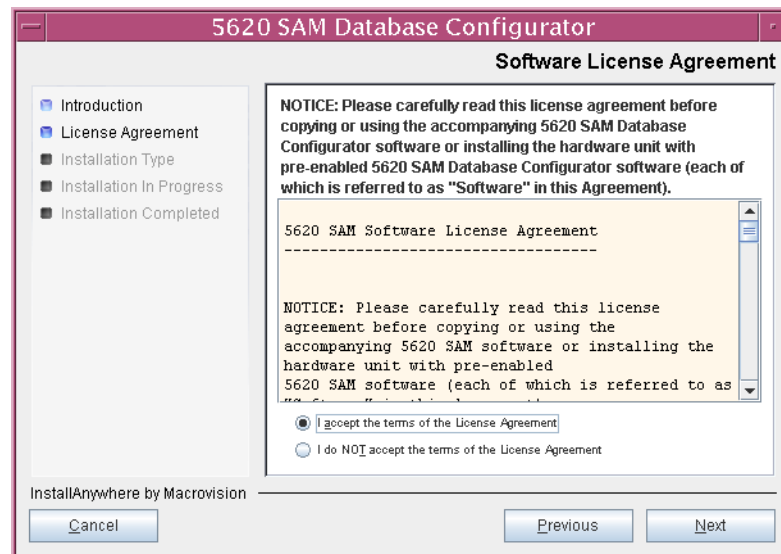 5620 SAM Database Configurator
Software License Agreement
Introduction
License Agreement
Installation Type
Installation In Progress
Installation Completed
NOTICE: Please carefully read this license agreement before
copying or using the accompanying 5620 SAM Database
Configurator software or installing the hardware unit with
pre-enabled 5620 SAM Database Configurator software (each of
which is referred to as "Software" in this Agreement).
5620 SAM Software License Agreement
-----------------------------------
NOTICE: Please carefully read this license
agreement before copying or using the
accompanying 5620 SAM software or installing the
hardware unit with pre-enabled
5620 SAM software (each of which is referred to as
I accept the terms of the License Agreement
I do NOT accept the terms of the License Agreement
InstallAnywhere by Macrovision
Cancel
Previous
Next